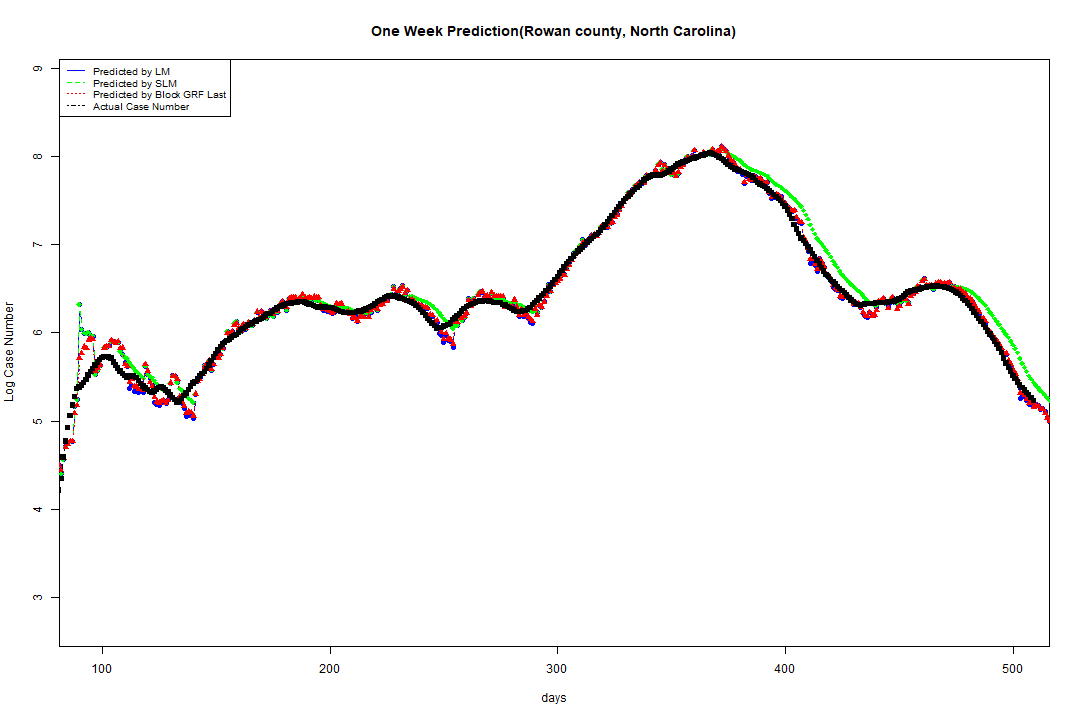 One Week Prediction(Rowan county, North Carolina)
Predicted by LM
Predicted by SLM
Predicted by Block GRF Last
Actual Case Number
9
8
7
6
5
4
3
Log Case Number
100 200 300 400 500
days